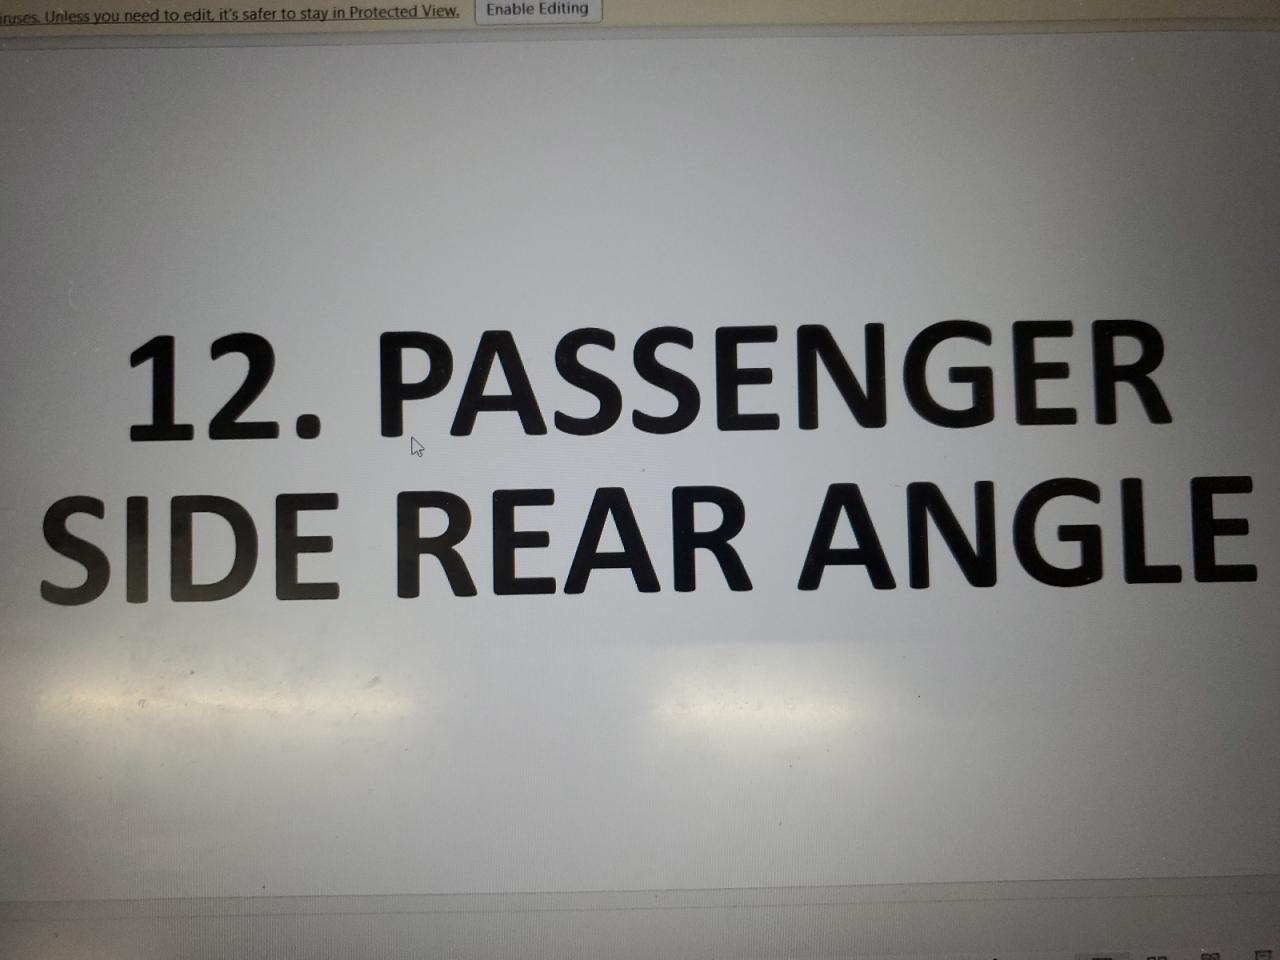 iruses. Unless you need to edit, it's safer to stay in Protected View. Enable Editing
12. PASSENGER
SIDE REAR ANGLE